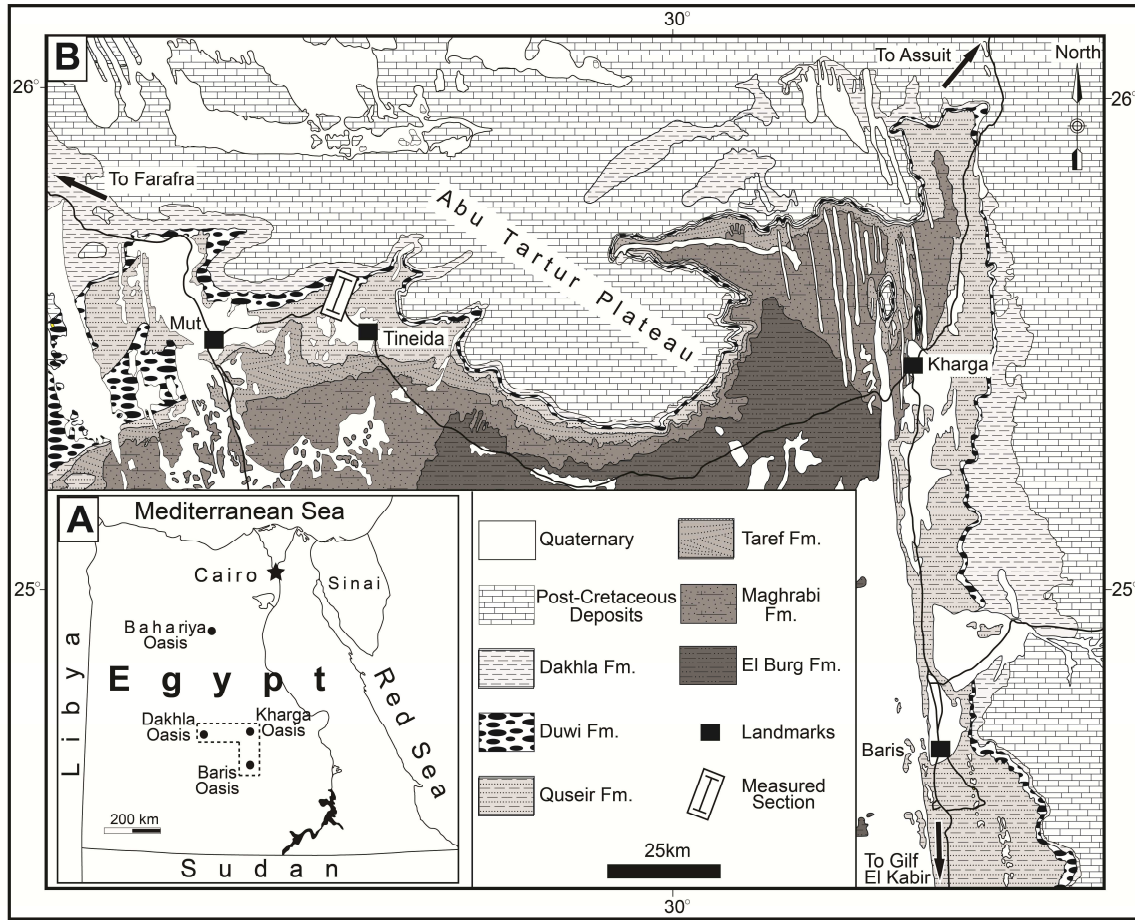 30°
B
To Assuit
North
26°
26°
To Farafra
Abu Tartur Plateau
Mut
Tineida
Kharga
A
Mediterranean Sea
Cairo
Sinai
Bahariya
Oasis
Libya
Egypt
Red Sea
Dakhla
Oasis
Kharga
Oasis
Baris
Oasis
200 km
Sudan
Quaternary
Taref Fm.
Post-Cretaceous
Deposits
Maghrabi
Fm.
Dakhla Fm.
El Burg Fm.
Duwi Fm.
Landmarks
Quseir Fm.
Measured
Section
25km
25°
25°
Baris
To Gilf
El Kabir
30°